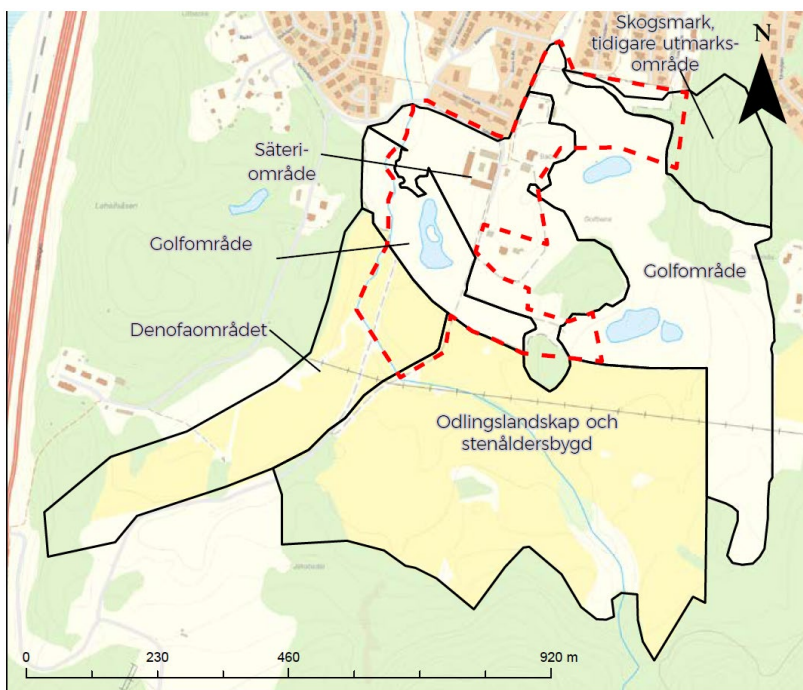 Skogsmark,
tidigare utmarks-
område
N
Säteri-
område
Golfområde
Golfområde
Denofaområdet
Odlingslandskap och
stenåldersbygd
0
230
460
920 m